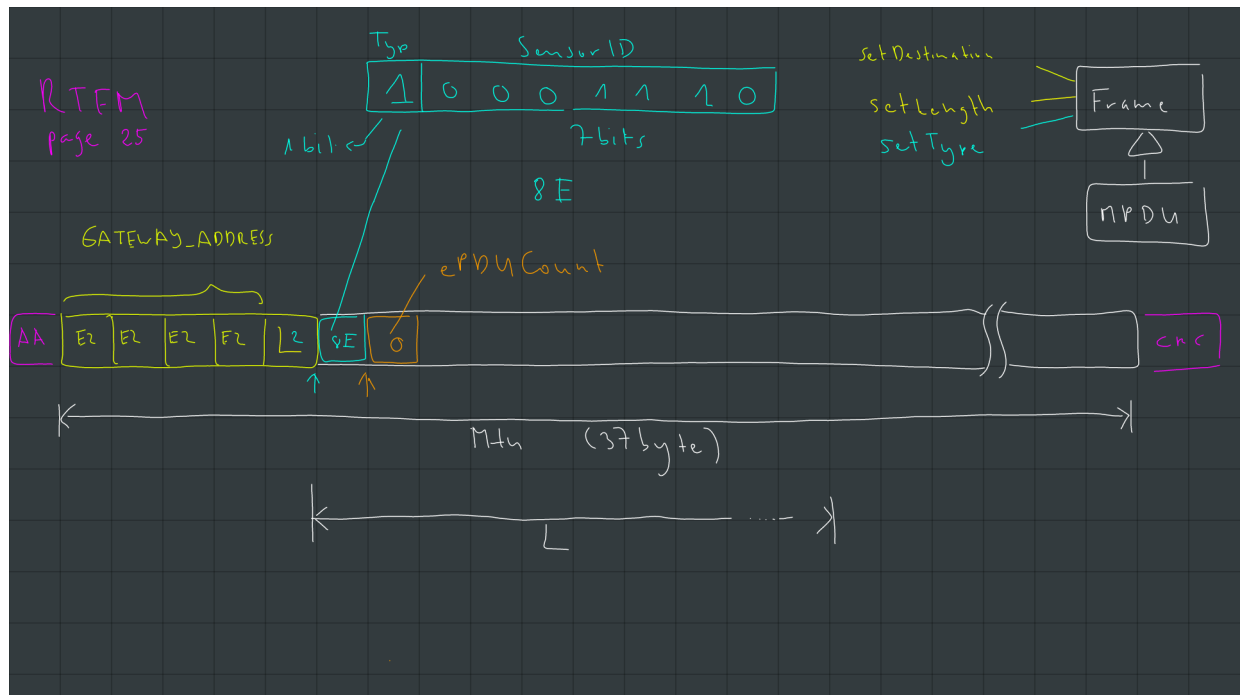 Typ SensorID
1 0 0 0 1 1 1 0
1 bit 7 bits
8E
RTFM
page 25
setDestination
setLength
setType
Frame
MPDU
GATEWAY_ADDRESS
ePDUCount
AA E2 E2 E2 E2 L2 8E 0 CRC
Mtu (37 byte)
L